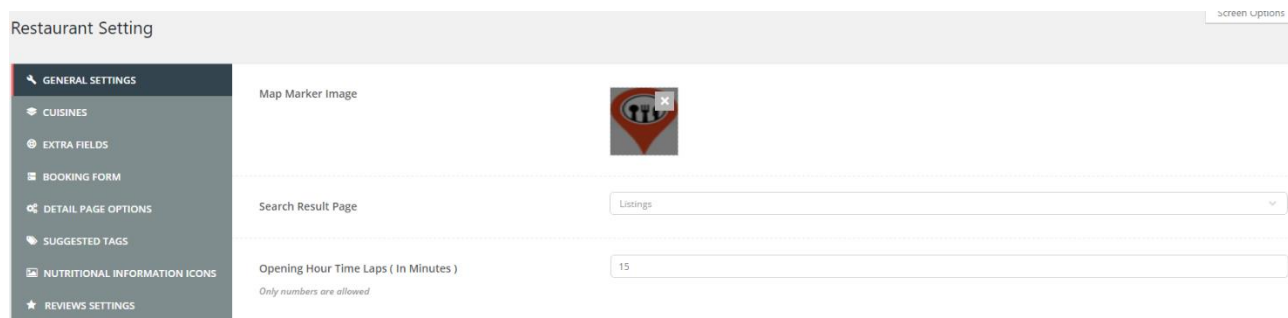 Screen Options
Restaurant Setting
GENERAL SETTINGS
CUISINES
EXTRA FIELDS
BOOKING FORM
DETAIL PAGE OPTIONS
SUGGESTED TAGS
NUTRITIONAL INFORMATION ICONS
REVIEWS SETTINGS
Map Marker Image
Search Result Page
Listings
Opening Hour Time Laps ( In Minutes )
15
Only numbers are allowed